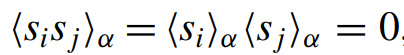 ⟨s_i s_j⟩_α = ⟨s_i⟩_α ⟨s_j⟩_α = 0,